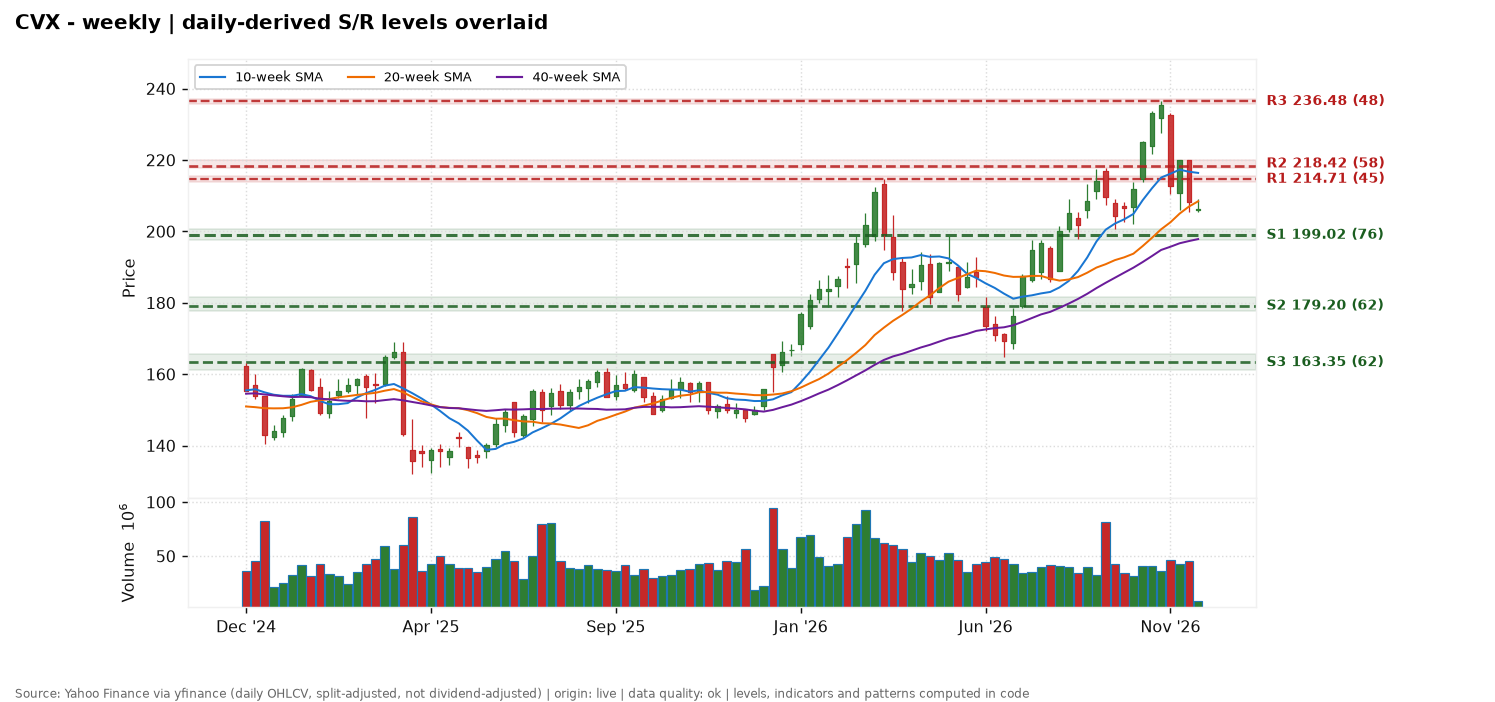 CVX - weekly | daily-derived S/R levels overlaid
10-week SMA
20-week SMA
40-week SMA
240
220
200
180
160
140
Price
R3 236.48 (48)
R2 218.42 (58)
R1 214.71 (45)
S1 199.02 (76)
S2 179.20 (62)
S3 163.35 (62)
100
50
Volume 10⁶
Dec '24
Apr '25
Sep '25
Jan '26
Jun '26
Nov '26
Source: Yahoo Finance via yfinance (daily OHLCV, split-adjusted, not dividend-adjusted) | origin: live | data quality: ok | levels, indicators and patterns computed in code